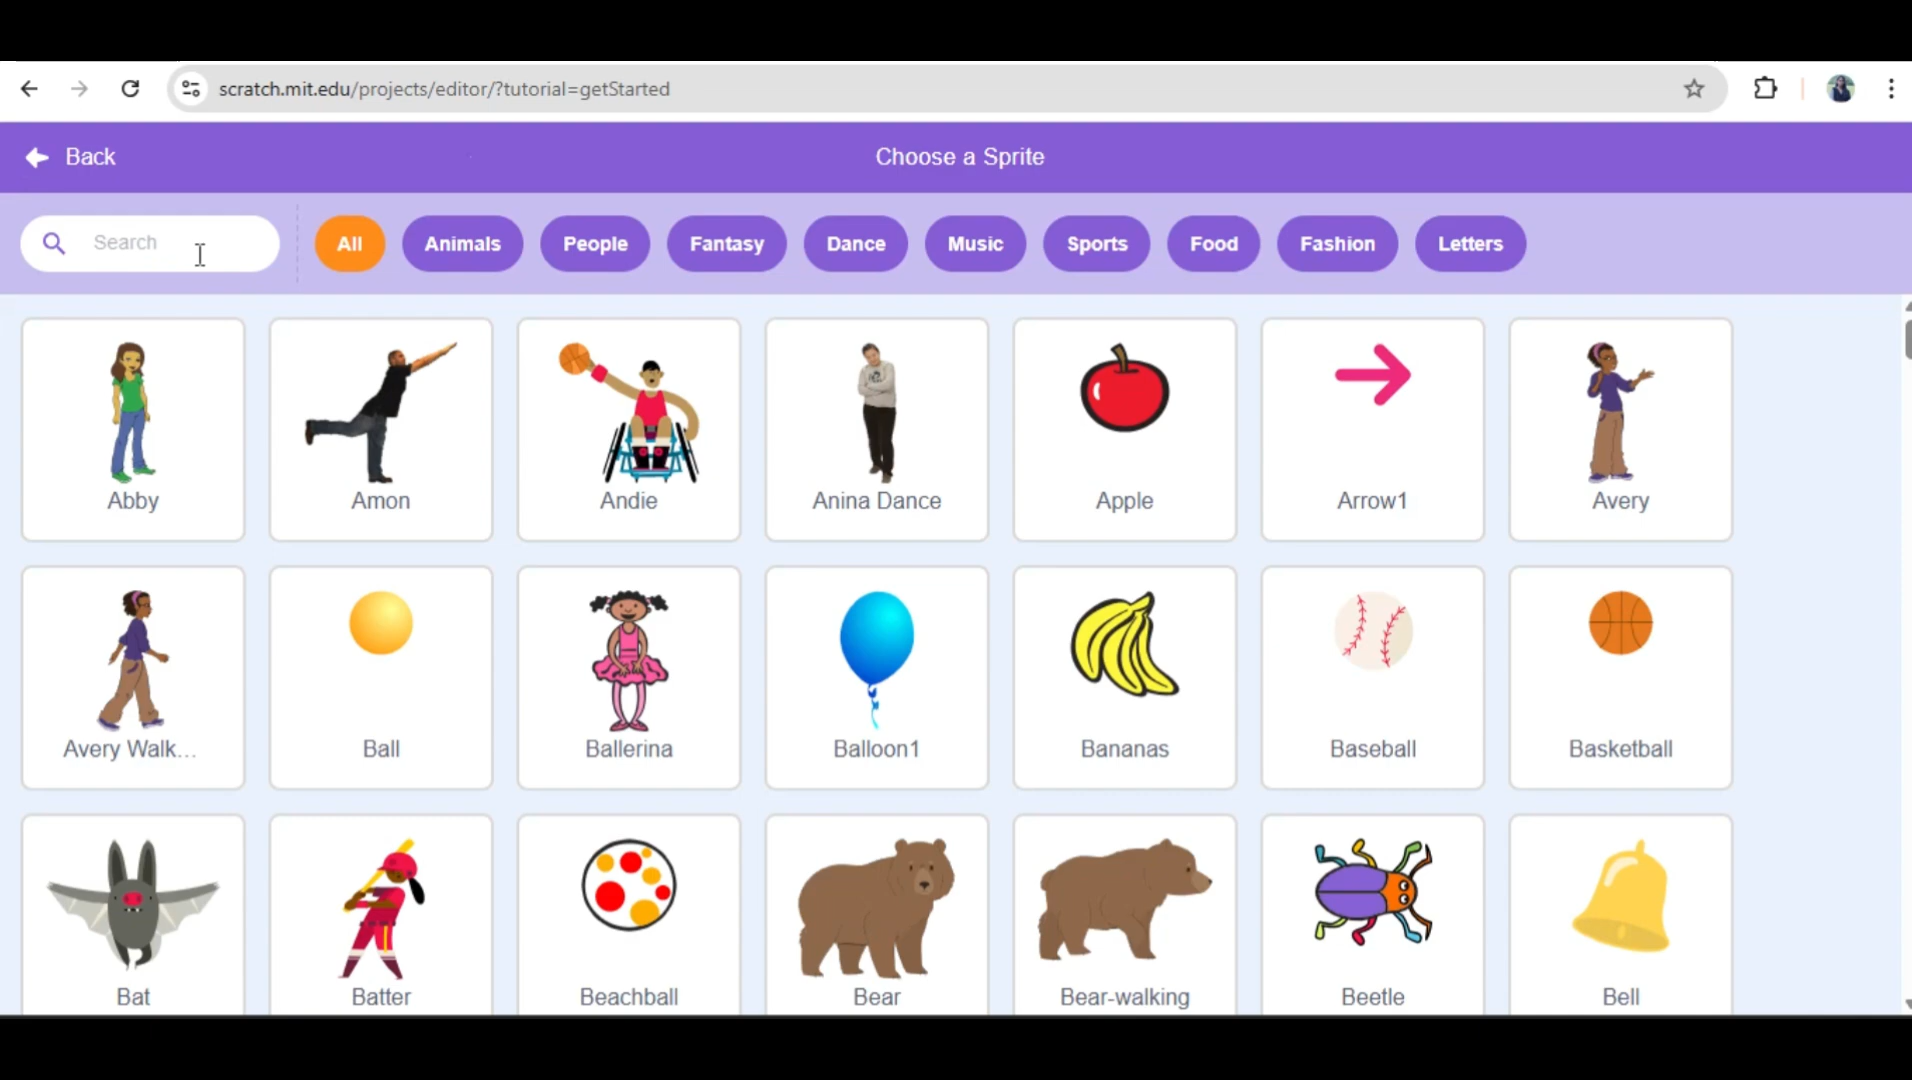 scratch.mit.edu/projects/editor/?tutorial=getStarted
Back
Choose a Sprite
Search
All
Animals
People
Fantasy
Dance
Music
Sports
Food
Fashion
Letters
Abby
Amon
Andie
Anina Dance
Apple
Arrow1
Avery
Avery Walk...
Ball
Ballerina
Balloon1
Bananas
Baseball
Basketball
Bat
Batter
Beachball
Bear
Bear-walking
Beetle
Bell